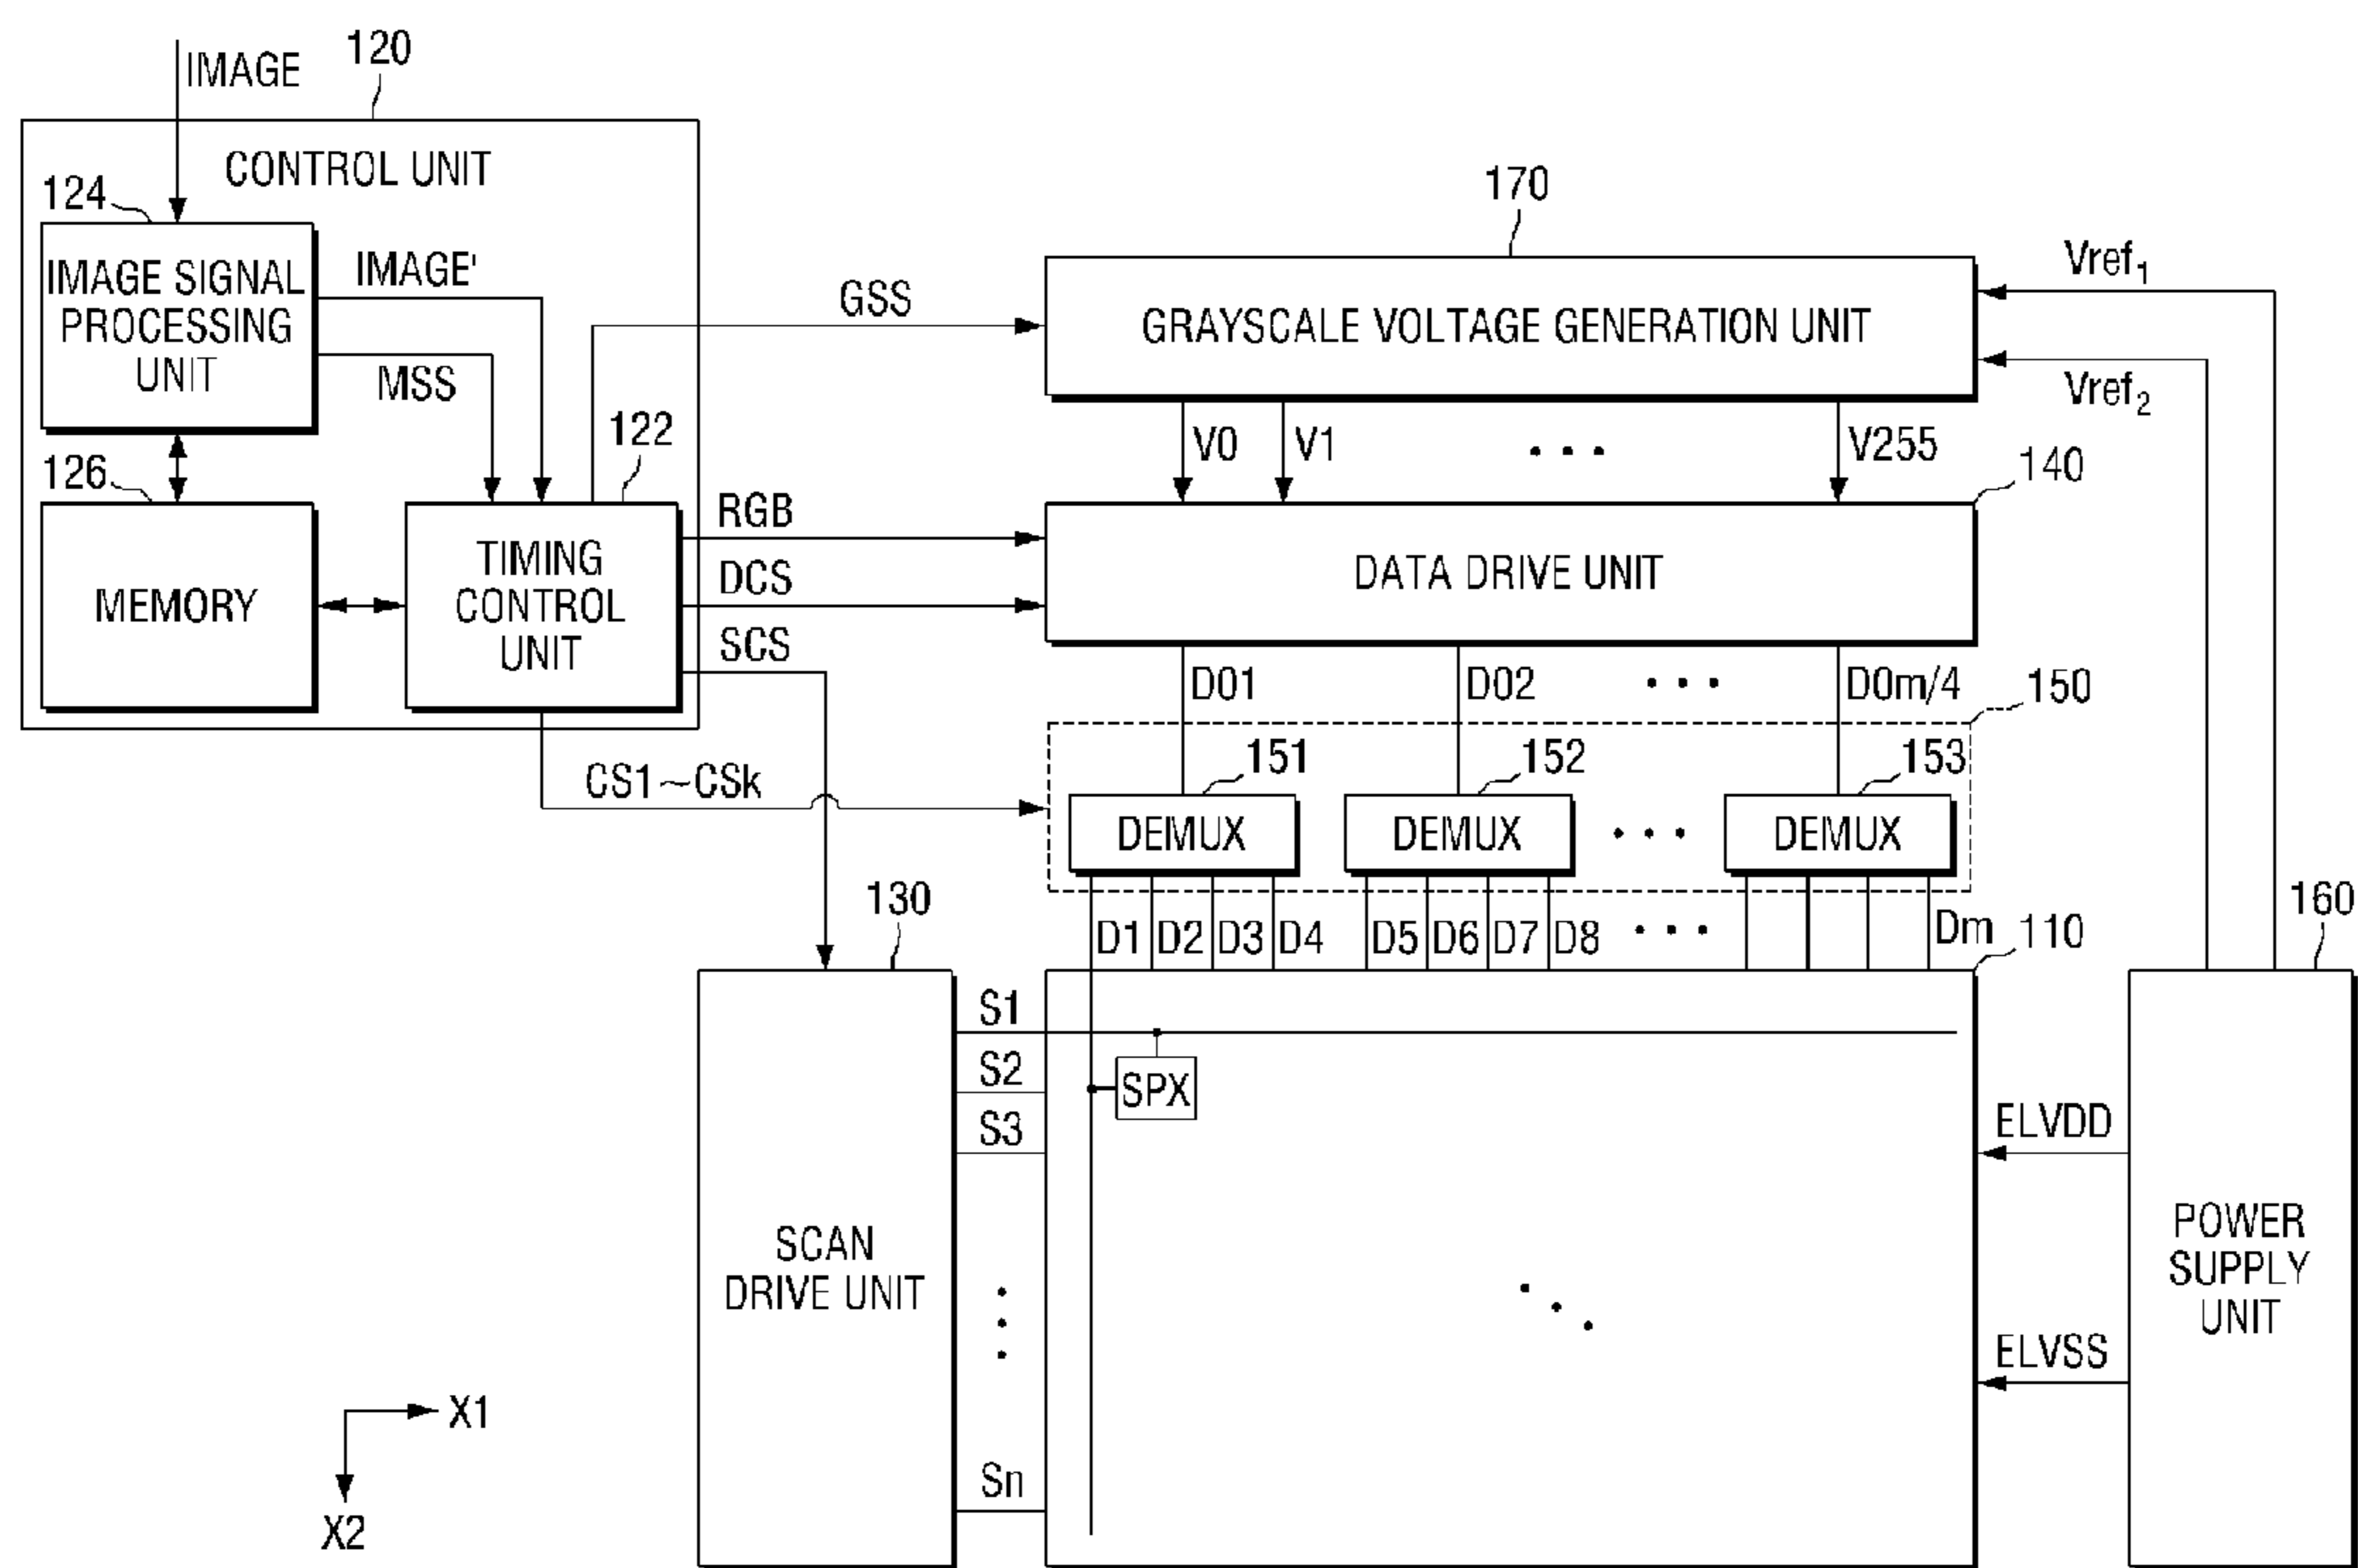 120
IMAGE
CONTROL UNIT
124
IMAGE SIGNAL
PROCESSING
UNIT
IMAGE'
MSS
126
MEMORY
122
TIMING
CONTROL
UNIT
GSS
RGB
DCS
SCS
CS1~CSk
170
GRAYSCALE VOLTAGE GENERATION UNIT
Vref1
Vref2
V0
V1
• • •
V255
140
DATA DRIVE UNIT
D01
D02
• • •
D0m/4
150
151
152
153
DEMUX
DEMUX
• • •
DEMUX
D1
D2
D3
D4
D5
D6
D7
D8
• • •
Dm
110
160
130
SCAN
DRIVE UNIT
S1
S2
S3
Sn
SPX
ELVDD
ELVSS
POWER
SUPPLY
UNIT
X1
X2